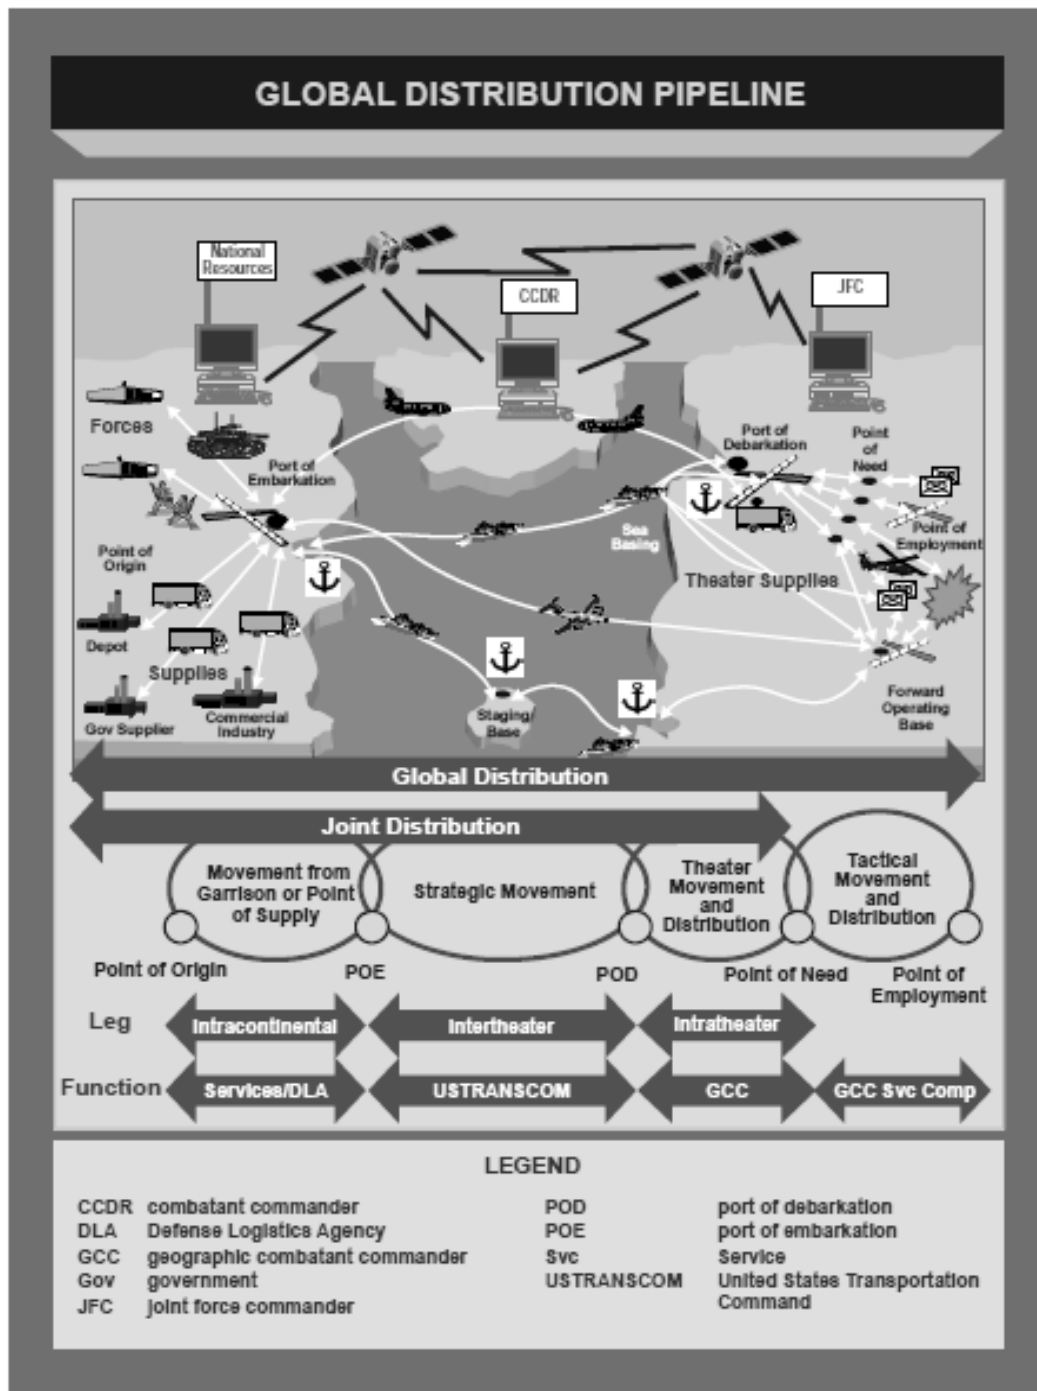 GLOBAL DISTRIBUTION PIPELINE
National
Resources
CCDR
JFC
Forces
Port of
Embarkation
Port of
Debarkation
Point
of
Need
Point of
Origin
Sea
Basing
Point of
Employment
Theater Supplies
Depot
Supplies
Gov Supplier
Commercial
Industry
Staging/
Base
Forward
Operating
Base
Global Distribution
Joint Distribution
Movement from
Garrison or Point
of Supply
Strategic Movement
Theater
Movement
and
Distribution
Tactical
Movement
and
Distribution
Point of Origin
POE
POD
Point of Need
Point of
Employment
Leg
Intracontinental
Intertheater
Intratheater
Function
Services/DLA
USTRANSCOM
GCC
GCC Svc Comp
LEGEND
CCDR combatant commander
DLA Defense Logistics Agency
GCC geographic combatant commander
Gov government
JFC joint force commander
POD port of debarkation
POE port of embarkation
Svc Service
USTRANSCOM United States Transportation
Command